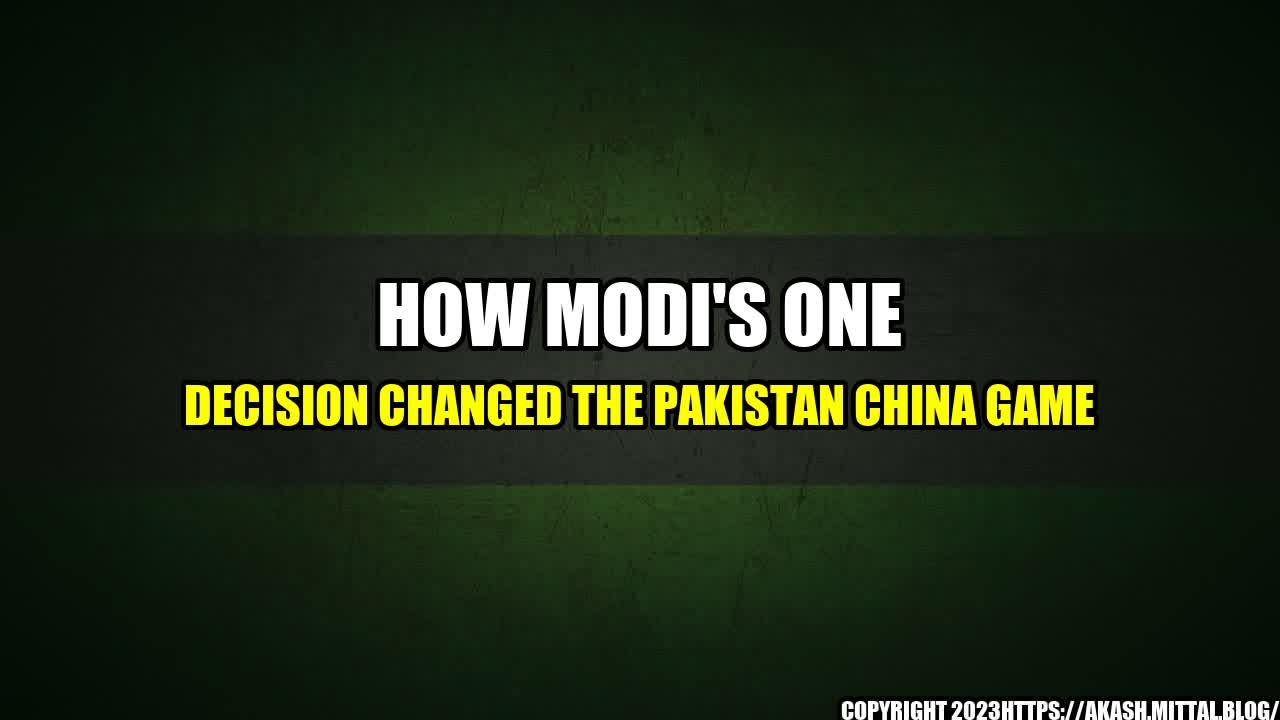 HOW MODI'S ONE
DECISION CHANGED THE PAKISTAN CHINA GAME
COPYRIGHT 2023HTTPS://AKASH.MITTAL.BLOG/